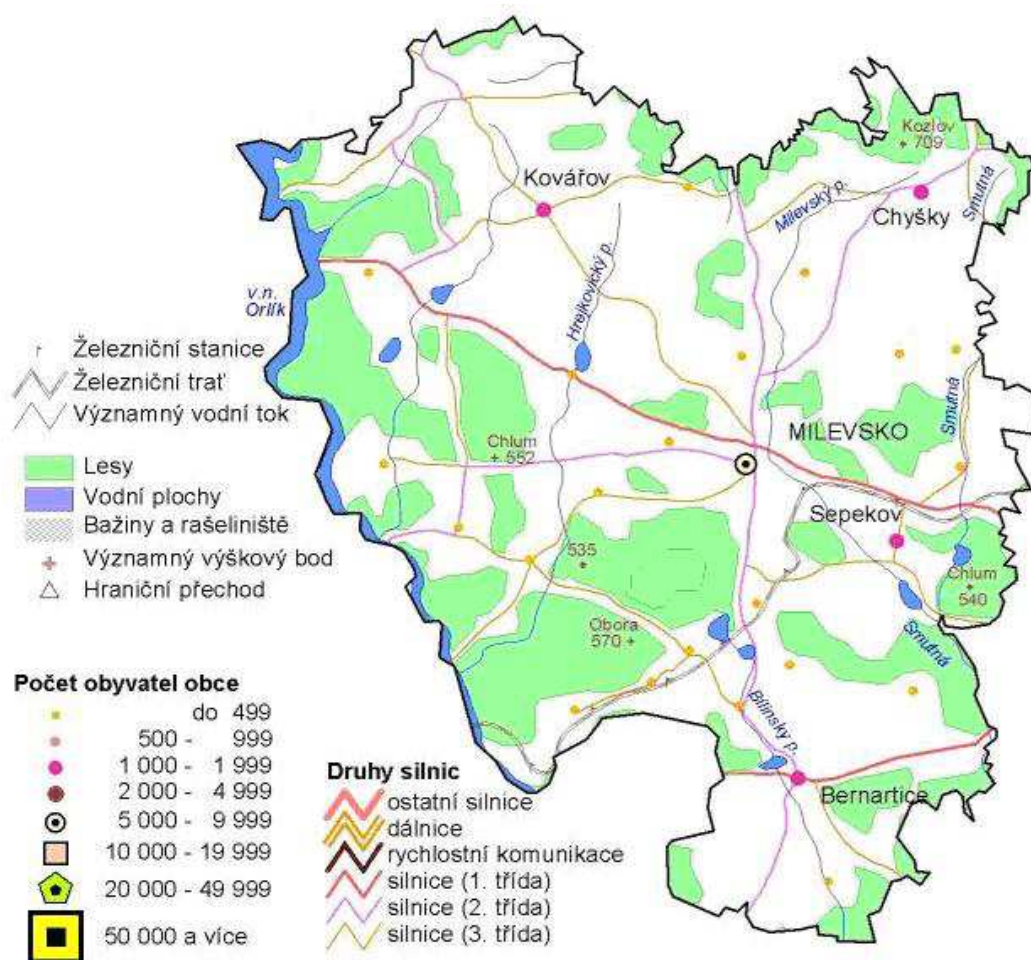 Kozlov
+ 709
Kovářov
Milevský p.
Chyšky
Smutná
v.n.
Orlík
Hrejkovický p.
Železniční stanice
Železniční trať
Významný vodní tok
Smutná
Chlum
+ 552
MILEVSKO
Lesy
Vodní plochy
Bažiny a rašeliniště
Významný výškový bod
Hraniční přechod
Sepekov
535
+
Chlum
+
540
Obora
570 +
Smutná
Bílinský p.
Bernartice
Počet obyvatel obce
do 499
500 - 999
1 000 - 1 999
2 000 - 4 999
5 000 - 9 999
10 000 - 19 999
20 000 - 49 999
50 000 a více
Druhy silnic
ostatní silnice
dálnice
rychlostní komunikace
silnice (1. třída)
silnice (2. třída)
silnice (3. třída)